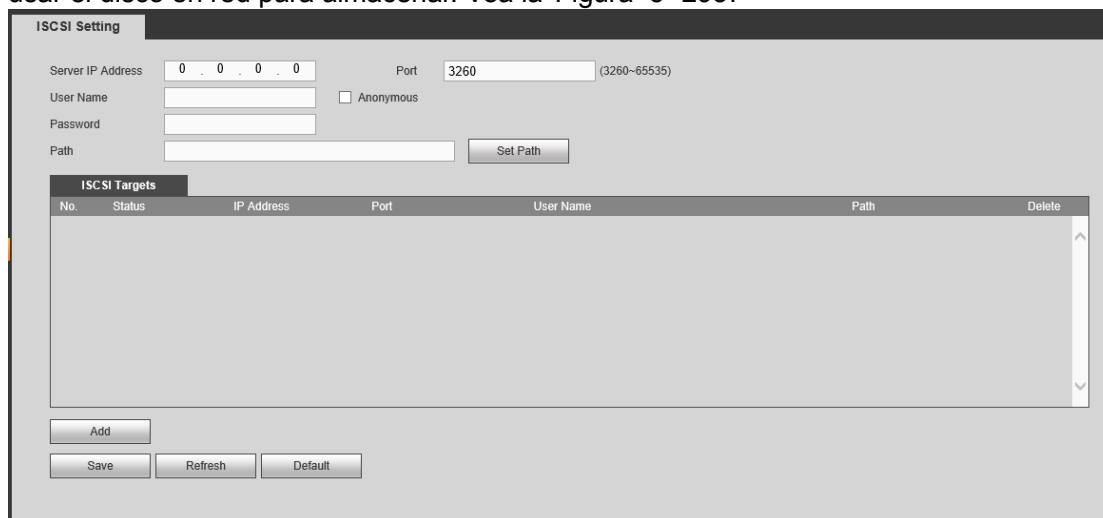 usar el disco en red para almacenar. Vea la Figura
ISCSI Setting
Server IP Address 0 . 0 . 0 . 0 Port 3260 (3260~65535)
User Name Anonymous
Password
Path Set Path
ISCSI Targets
No. Status IP Address Port User Name Path Delete
Add
Save Refresh Default